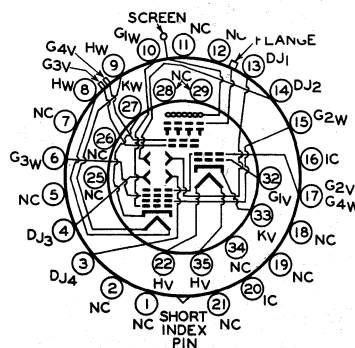 SCREEN
FLANGE
G1W 10
11 NC
12 NC
13 DJ1
14 DJ2
15 G2W
16 IC
17 G2V G4W
18 NC
19 NC
20 IC
21 NC
1 NC
2 NC
3 DJ4
4 DJ3
5 NC
6 G3W
7 NC
8 HW
G3V
G4V
9 HW
KW 27
28 NC 29
26 NC
25 NC
32 G1V
33 KV
34 NC
22 HV
35 HV
SHORT
INDEX
PIN